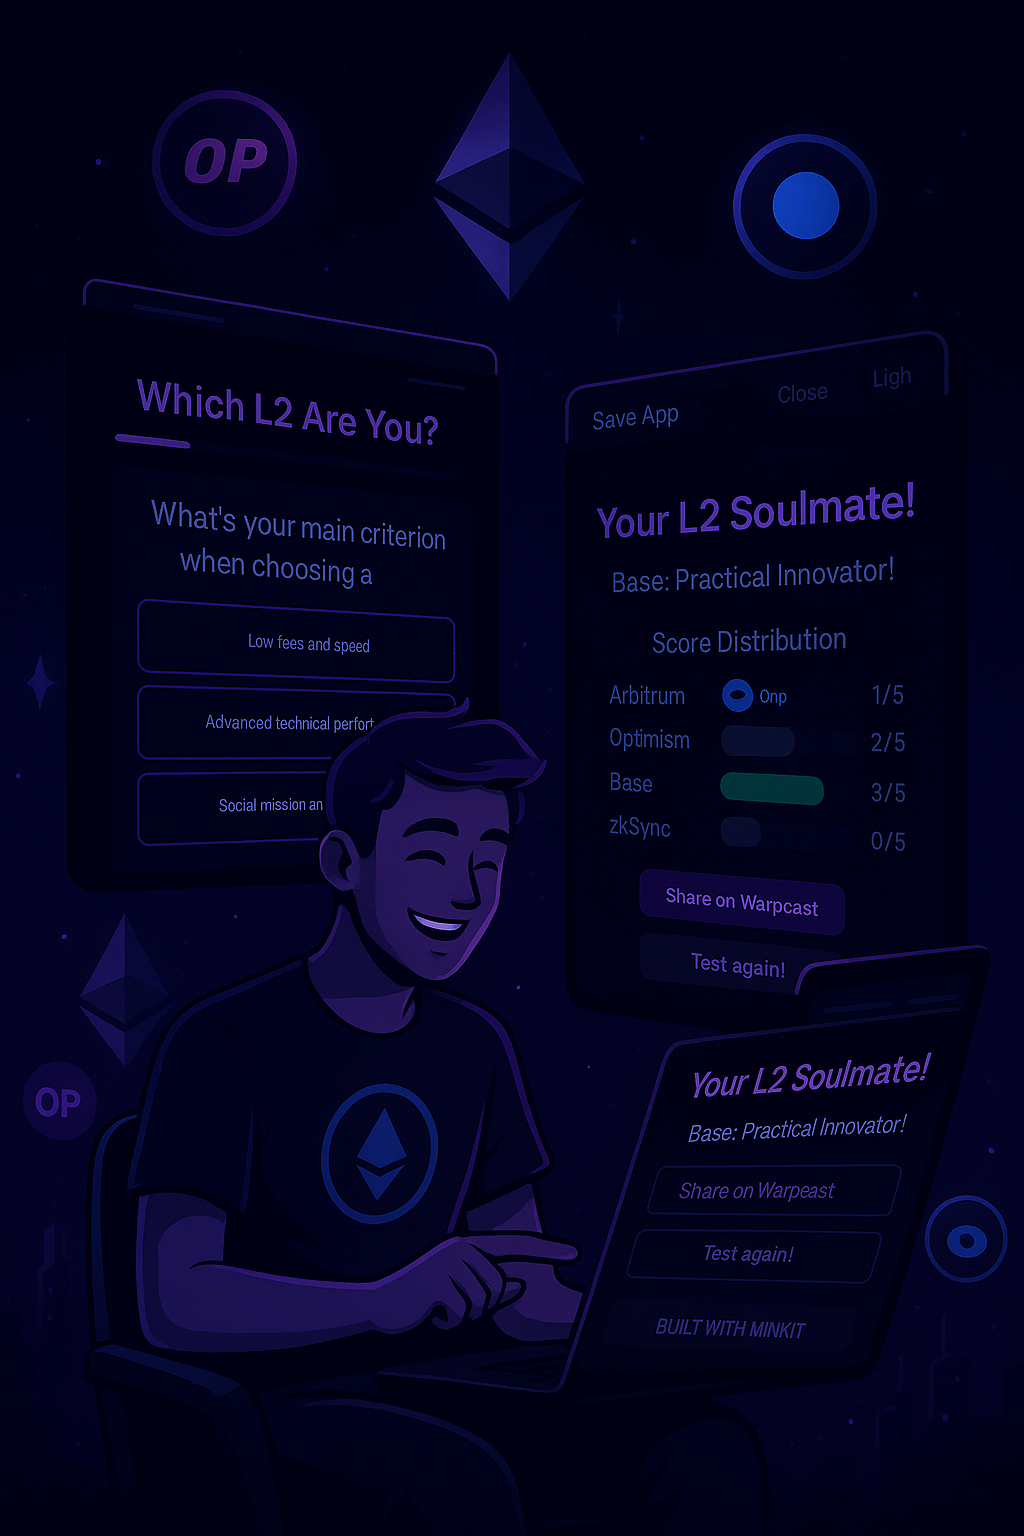 OP
Which L2 Are You?
What's your main criterion
when choosing a
Low fees and speed
Advanced technical perfort
Social mission an
Save App
Close
Ligh
Your L2 Soulmate!
Base: Practical Innovator!
Score Distribution
Arbitrum Onp 1/5
Optimism 2/5
Base 3/5
zkSync 0/5
Share on Warpcast
Test again!
OP
Your L2 Soulmate!
Base: Practical Innovator!
Share on Warpeast
Test again!
BUILT WITH MINKIT